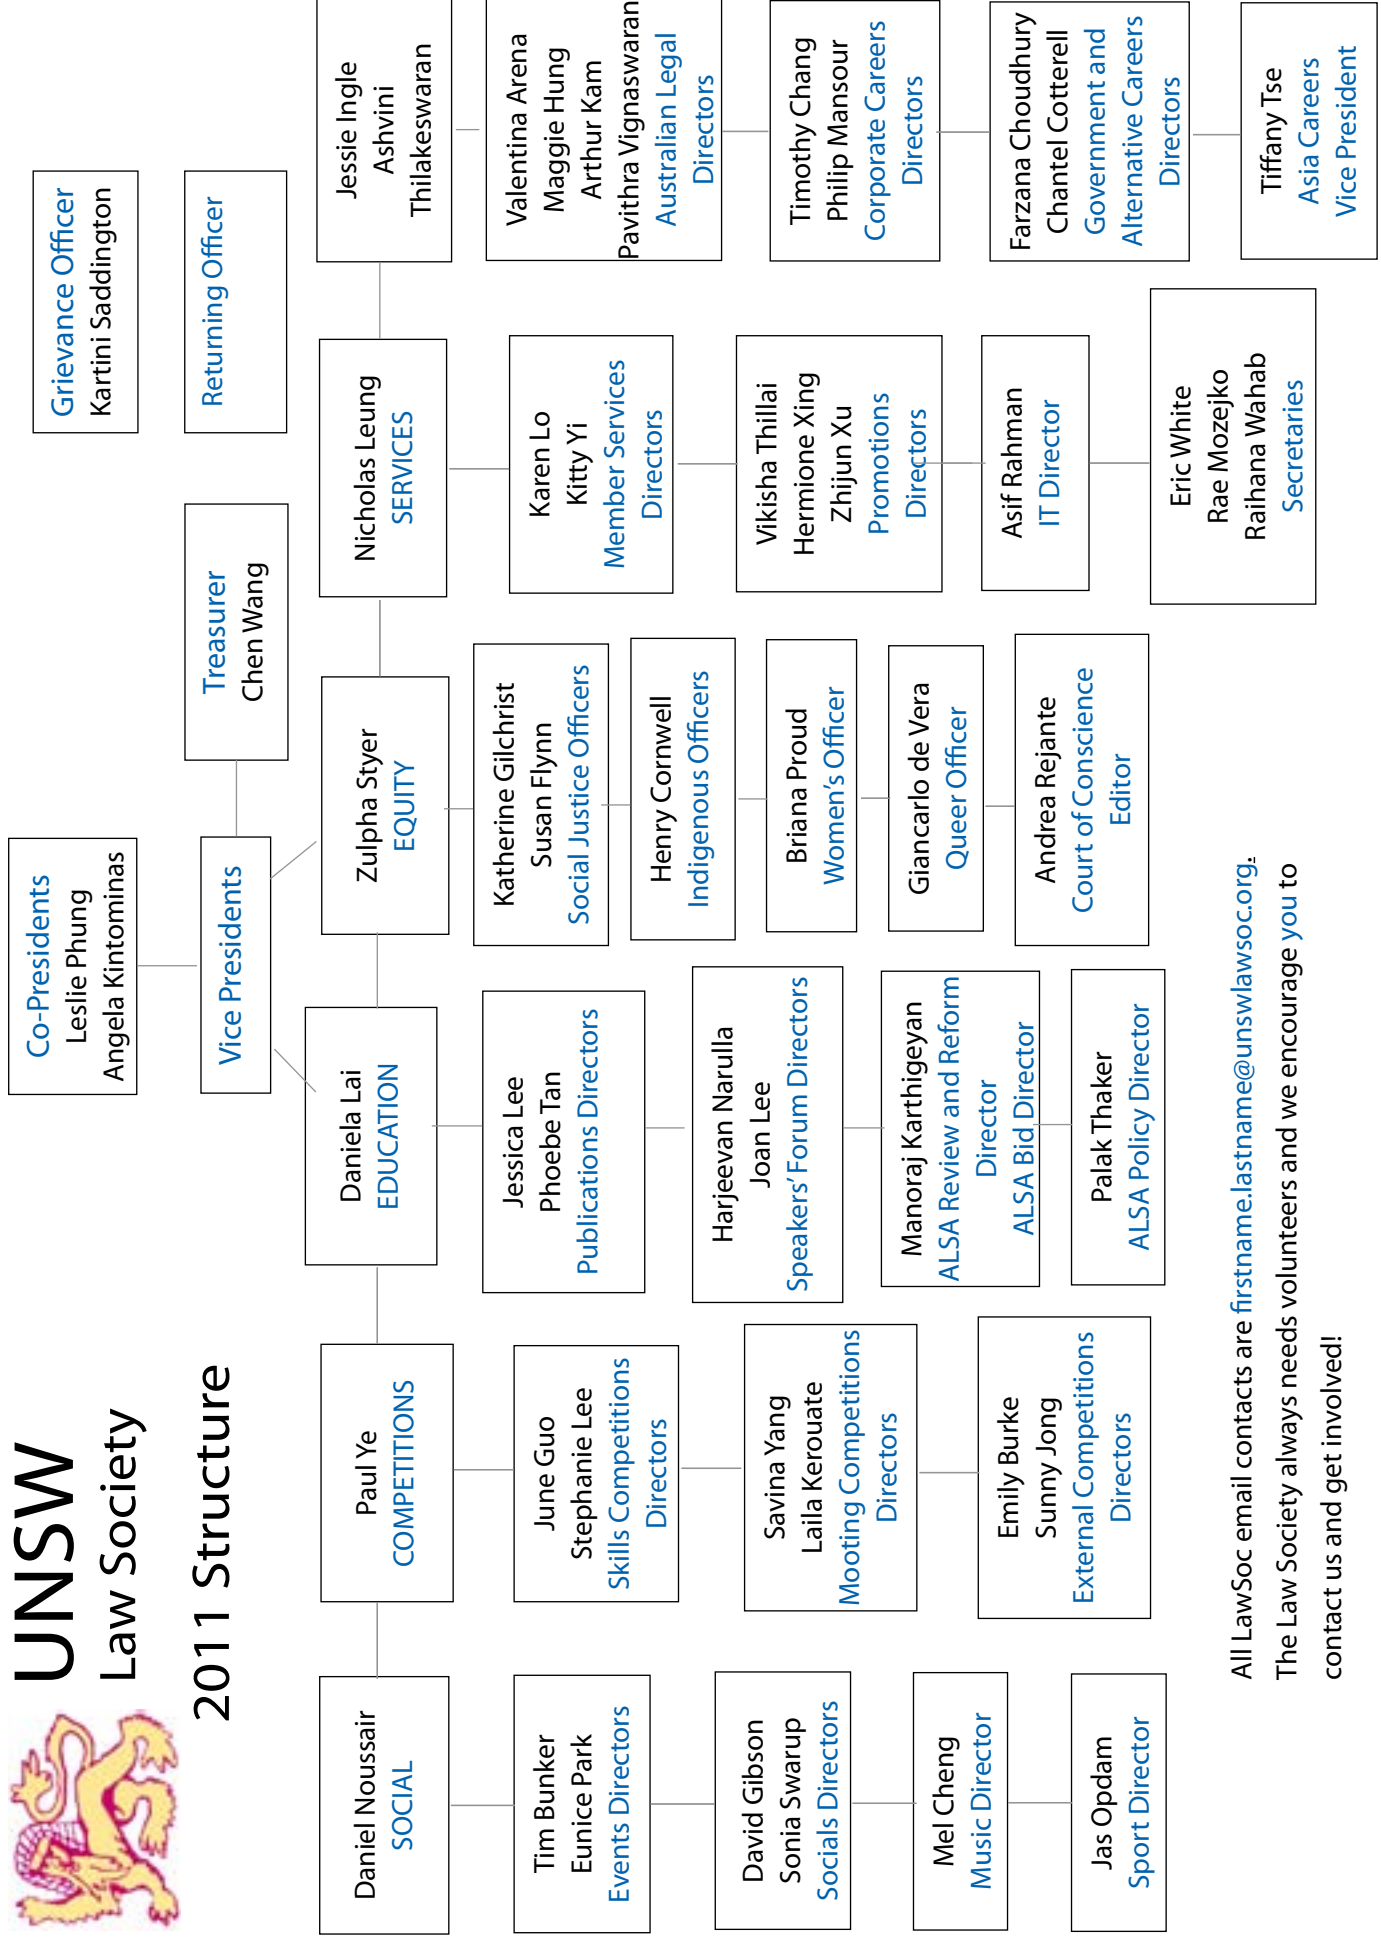 UNSW
Law Society
2011 Structure
Co-Presidents
Leslie Phung
Angela Kintominas
Vice Presidents
Treasurer
Chen Wang
Grievance Officer
Kartini Saddington
Returning Officer
Daniel Noussair
SOCIAL
Tim Bunker
Eunice Park
Events Directors
David Gibson
Sonia Swarup
Socials Directors
Mel Cheng
Music Director
Jas Opdam
Sport Director
Paul Ye
COMPETITIONS
June Guo
Stephanie Lee
Skills Competitions
Directors
Savina Yang
Laila Kerouate
Mooting Competitions
Directors
Emily Burke
Sunny Jong
External Competitions
Directors
Daniela Lai
EDUCATION
Jessica Lee
Phoebe Tan
Publications Directors
Harjeevan Narulla
Joan Lee
Speakers’ Forum Directors
Manoraj Karthigeyan
ALSA Review and Reform
Director
ALSA Bid Director
Palak Thaker
ALSA Policy Director
Zulpha Styer
EQUITY
Katherine Gilchrist
Susan Flynn
Social Justice Officers
Henry Cornwell
Indigenous Officers
Briana Proud
Women’s Officer
Giancarlo de Vera
Queer Officer
Andrea Rejante
Court of Conscience
Editor
Nicholas Leung
SERVICES
Karen Lo
Kitty Yi
Member Services
Directors
Vikisha Thillai
Hermione Xing
Zhijun Xu
Promotions
Directors
Asif Rahman
IT Director
Eric White
Rae Mozejko
Raihana Wahab
Secretaries
Jessie Ingle
Ashvini
Thilakeswaran
Valentina Arena
Maggie Hung
Arthur Kam
Pavithra Vignaswaran
Australian Legal
Directors
Timothy Chang
Philip Mansour
Corporate Careers
Directors
Farzana Choudhury
Chantel Cotterell
Government and
Alternative Careers
Directors
Tiffany Tse
Asia Careers
Vice President
All LawSoc email contacts are firstname.lastname@unswlawsoc.org.
The Law Society always needs volunteers and we encourage you to
contact us and get involved!